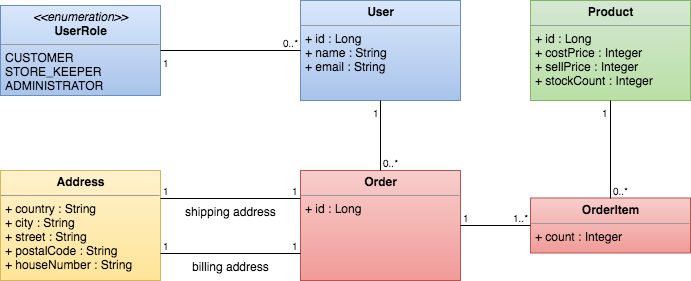 <<enumeration>>
UserRole
CUSTOMER
STORE_KEEPER
ADMINISTRATOR
1
0..*
User
+ id : Long
+ name : String
+ email : String
Product
+ id : Long
+ costPrice : Integer
+ sellPrice : Integer
+ stockCount : Integer
1
0..*
1
0..*
Address
+ country : String
+ city : String
+ street : String
+ postalCode : String
+ houseNumber : String
1
1
shipping address
1
1
billing address
Order
+ id : Long
1
1..*
OrderItem
+ count : Integer